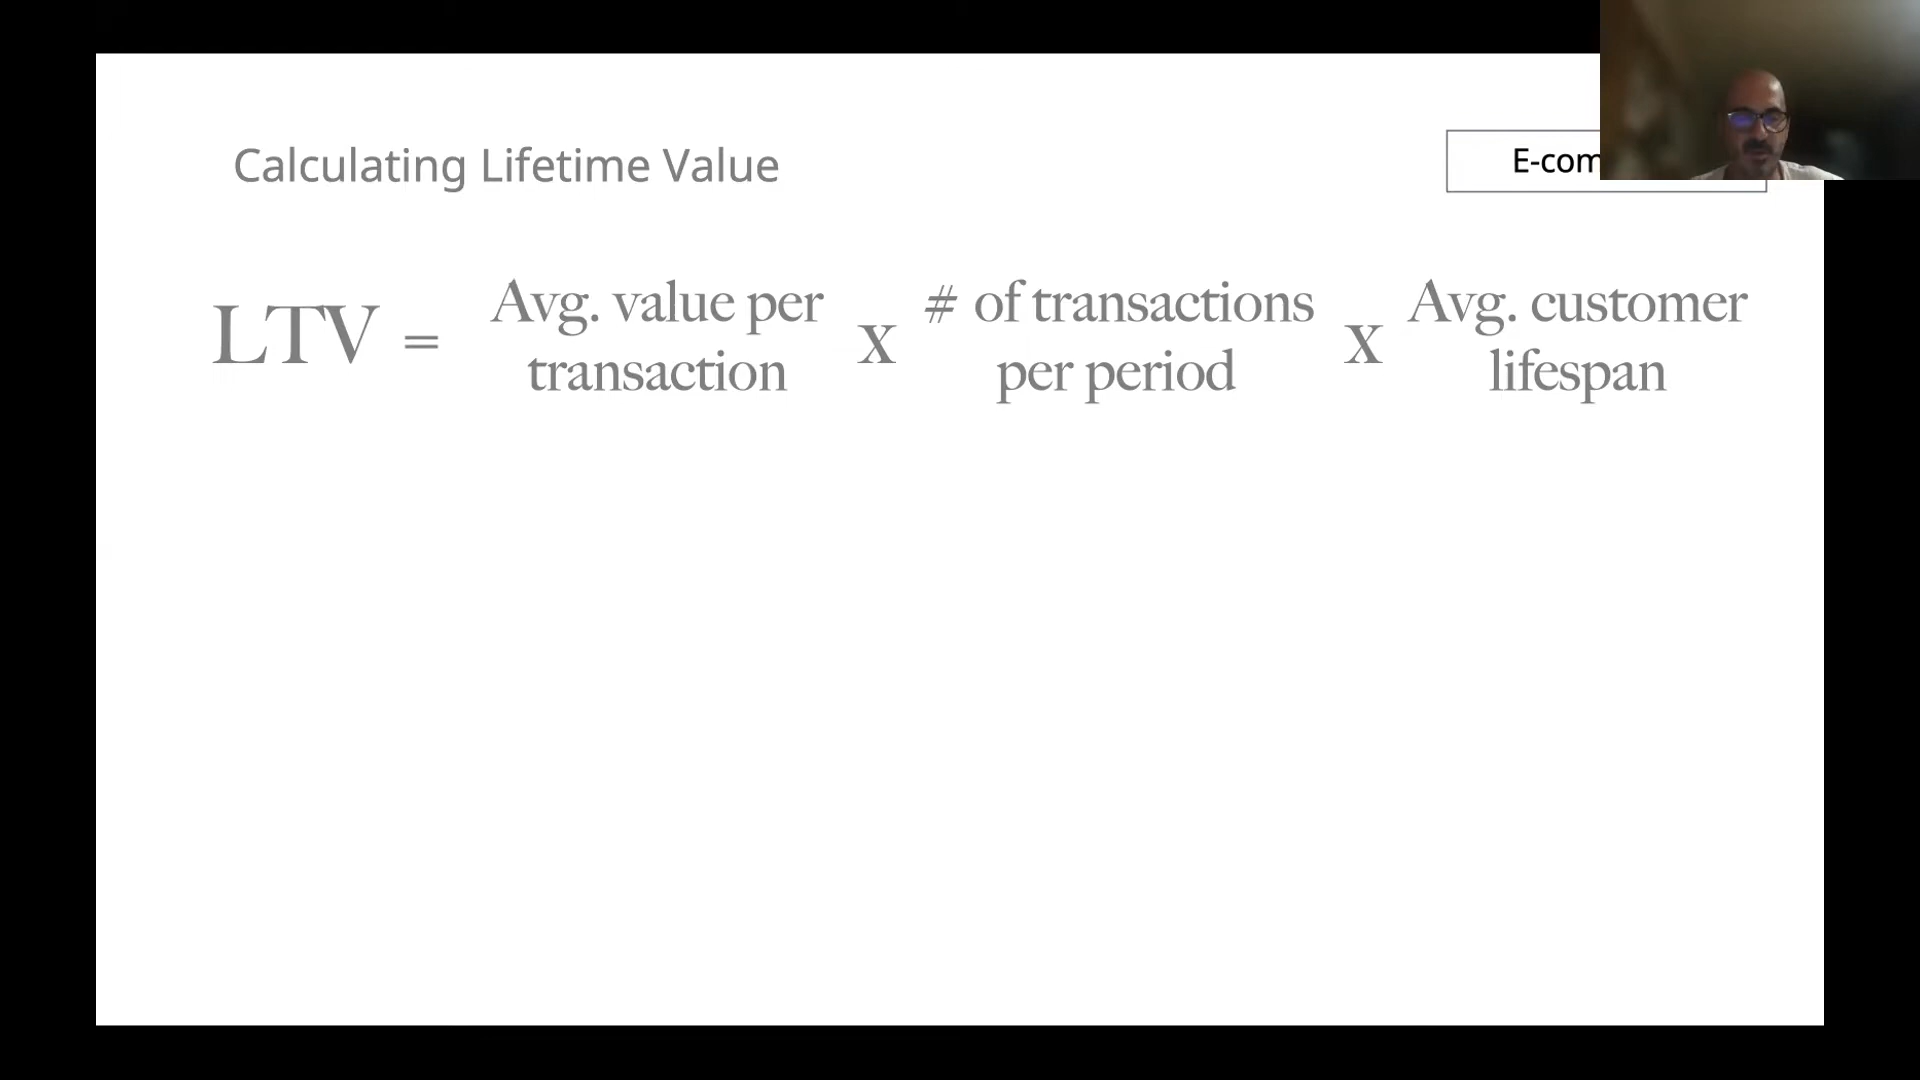 Calculating Lifetime Value
E-com
LTV = Avg. value per transaction x # of transactions per period x Avg. customer lifespan